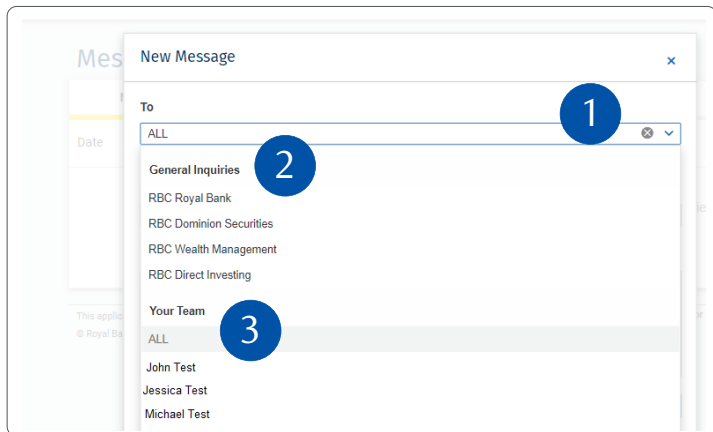 Mes
New Message
×
N
To
1
Date
ALL
General Inquiries
2
RBC Royal Bank
RBC Dominion Securities
RBC Wealth Management
RBC Direct Investing
Your Team
3
This applic
or
© Royal Ba
ALL
John Test
Jessica Test
Michael Test